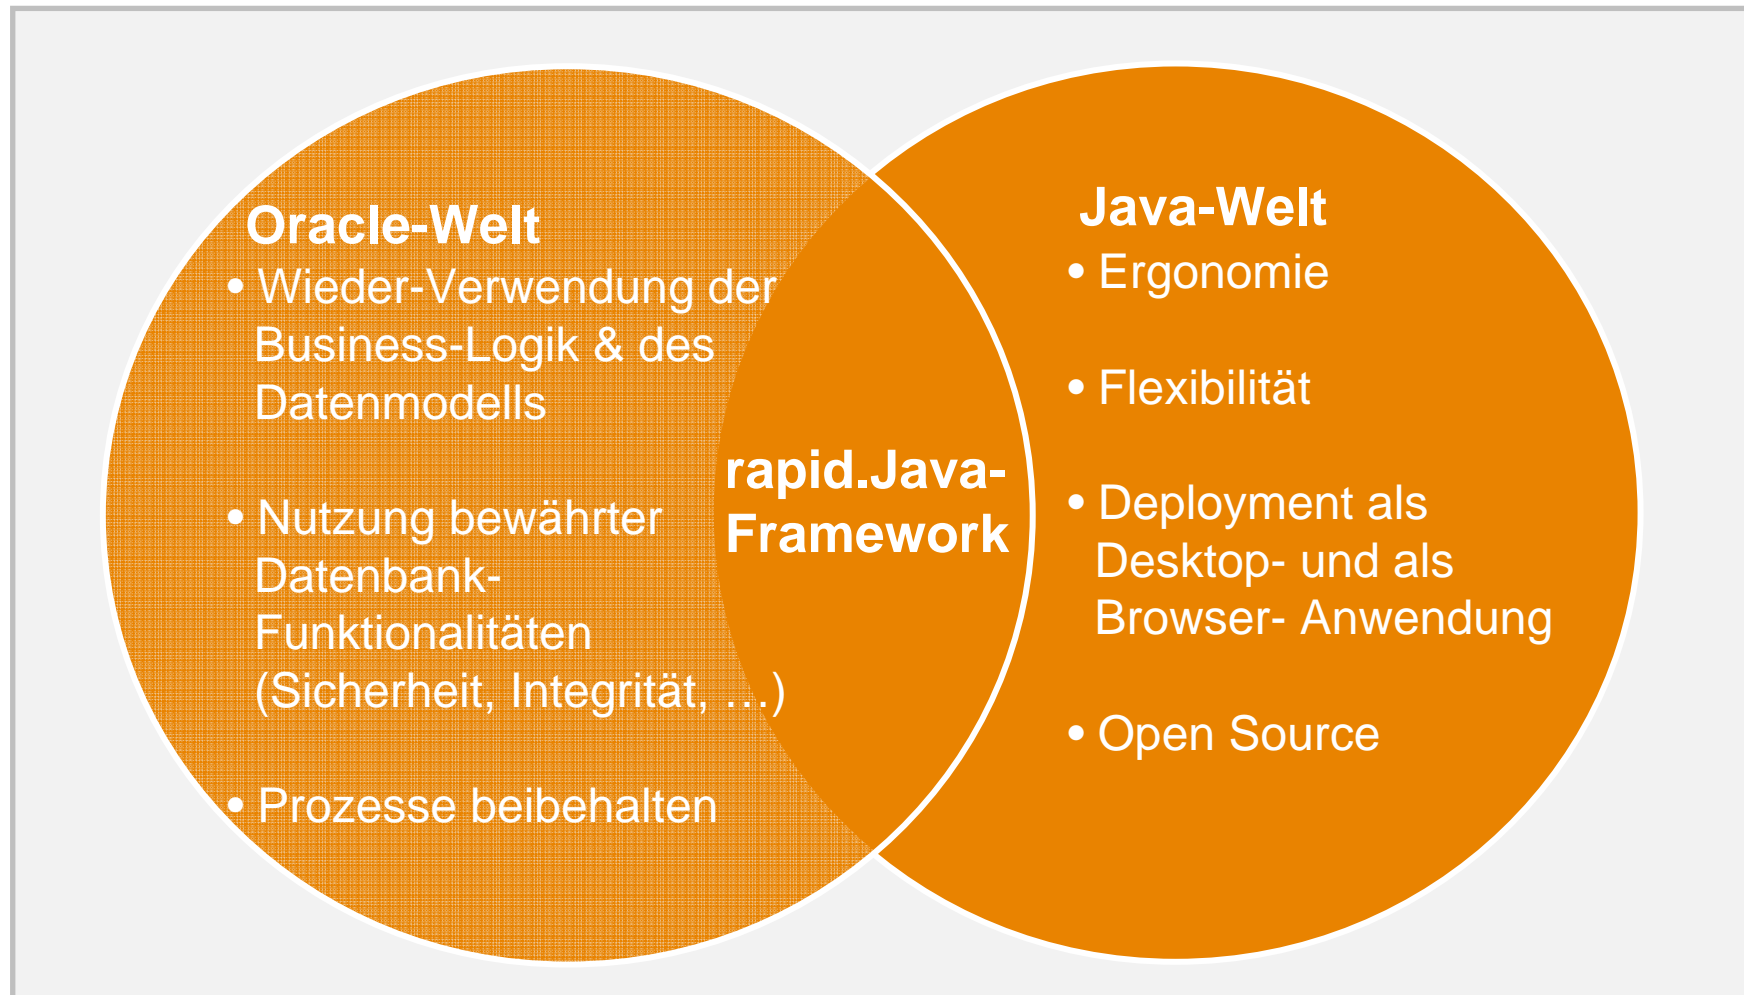 Oracle-Welt
• Wieder-Verwendung der
Business-Logik & des
Datenmodells
• Nutzung bewährter
Datenbank-
Funktionalitäten
(Sicherheit, Integrität, …)
• Prozesse beibehalten
rapid.Java-
Framework
Java-Welt
• Ergonomie
• Flexibilität
• Deployment als
Desktop- und als
Browser- Anwendung
• Open Source